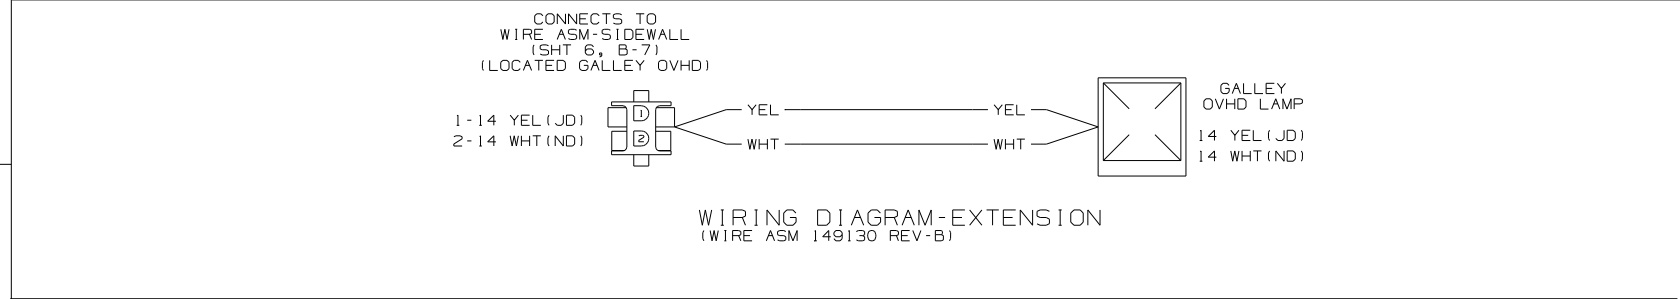 CONNECTS TO
WIRE ASM-SIDEWALL
(SHT 6, B-7)
(LOCATED GALLEY OVHD)
1-14 YEL(JD)
2-14 WHT(ND)
1
2
YEL
YEL
WHT
WHT
GALLEY
OVHD LAMP
14 YEL(JD)
14 WHT(ND)
WIRING DIAGRAM-EXTENSION
(WIRE ASM 149130 REV-B)